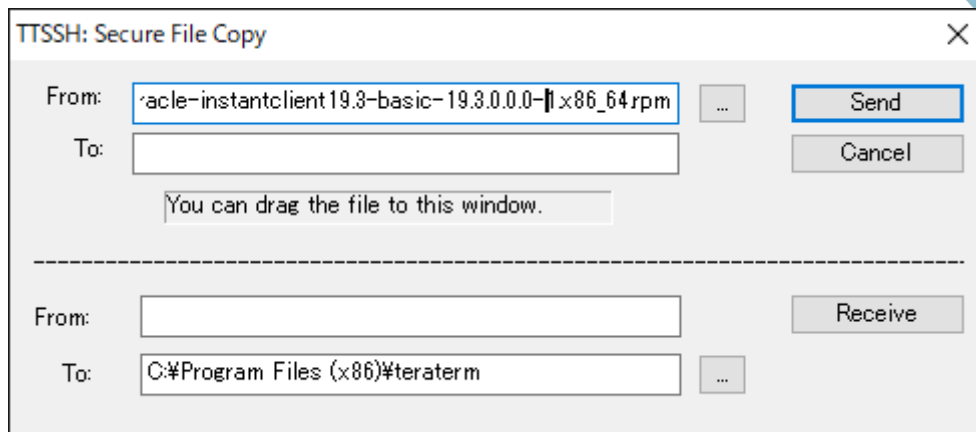 TTSSH: Secure File Copy
From: racle-instantclient19.3-basic-19.3.0.0.0-1.x86_64.rpm ... Send
To: Cancel
You can drag the file to this window.
--------------------------------------------------------------------------------
From: Receive
To: C:¥Program Files (x86)¥teraterm ...